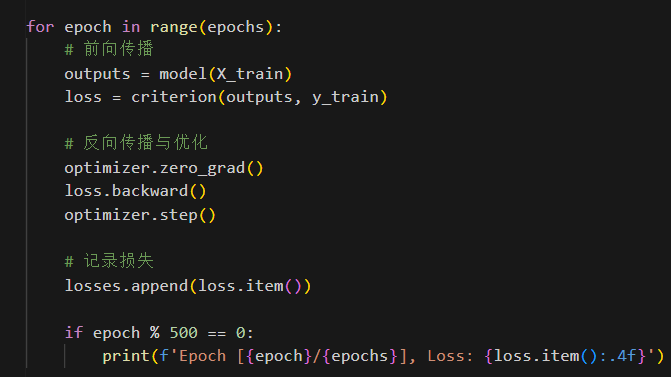 for epoch in range(epochs):
    # 前向传播
    outputs = model(X_train)
    loss = criterion(outputs, y_train)

    # 反向传播与优化
    optimizer.zero_grad()
    loss.backward()
    optimizer.step()

    # 记录损失
    losses.append(loss.item())

    if epoch % 500 == 0:
        print(f'Epoch [{epoch}/{epochs}], Loss: {loss.item():.4f}')